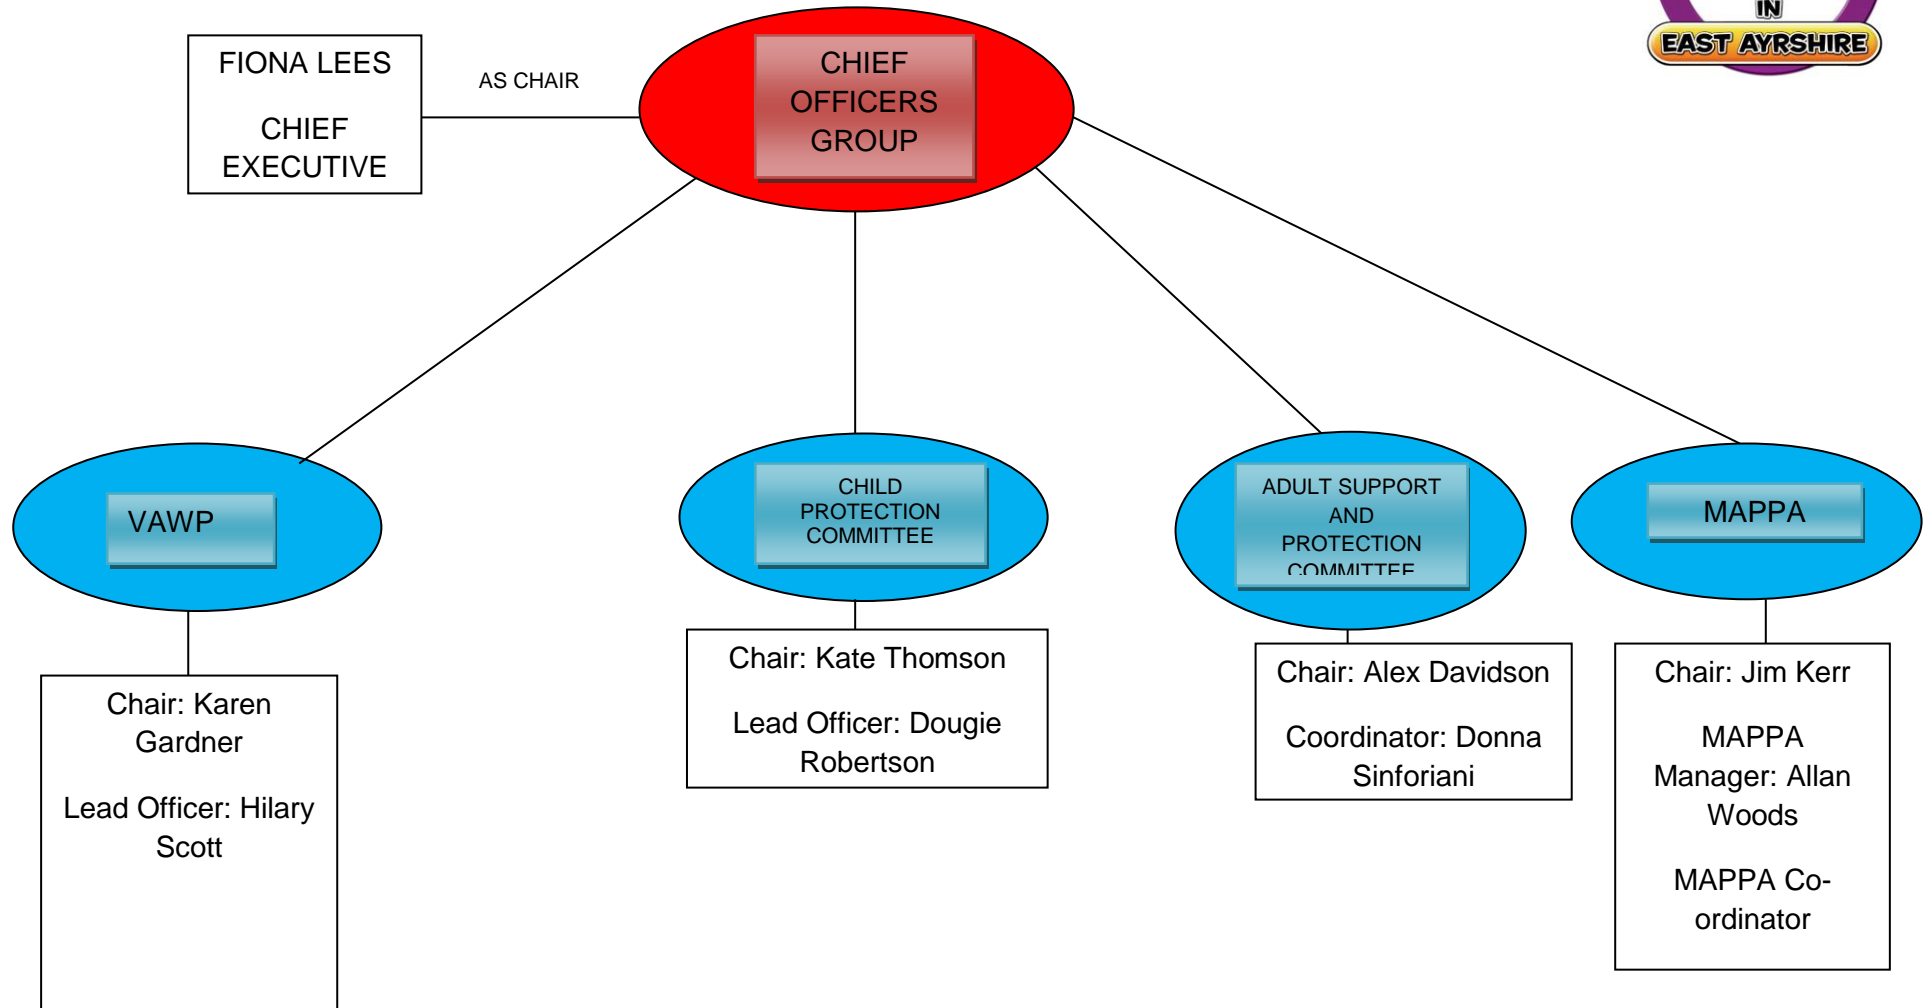 IN
EAST AYRSHIRE
FIONA LEES
CHIEF
EXECUTIVE
AS CHAIR
CHIEF
OFFICERS
GROUP
VAWP
CHILD
PROTECTION
COMMITTEE
ADULT SUPPORT
AND
PROTECTION
COMMITTEE
MAPPA
Chair: Karen
Gardner
Lead Officer: Hilary
Scott
Chair: Kate Thomson
Lead Officer: Dougie
Robertson
Chair: Alex Davidson
Coordinator: Donna
Sinforiani
Chair: Jim Kerr
MAPPA
Manager: Allan
Woods
MAPPA Co-
ordinator